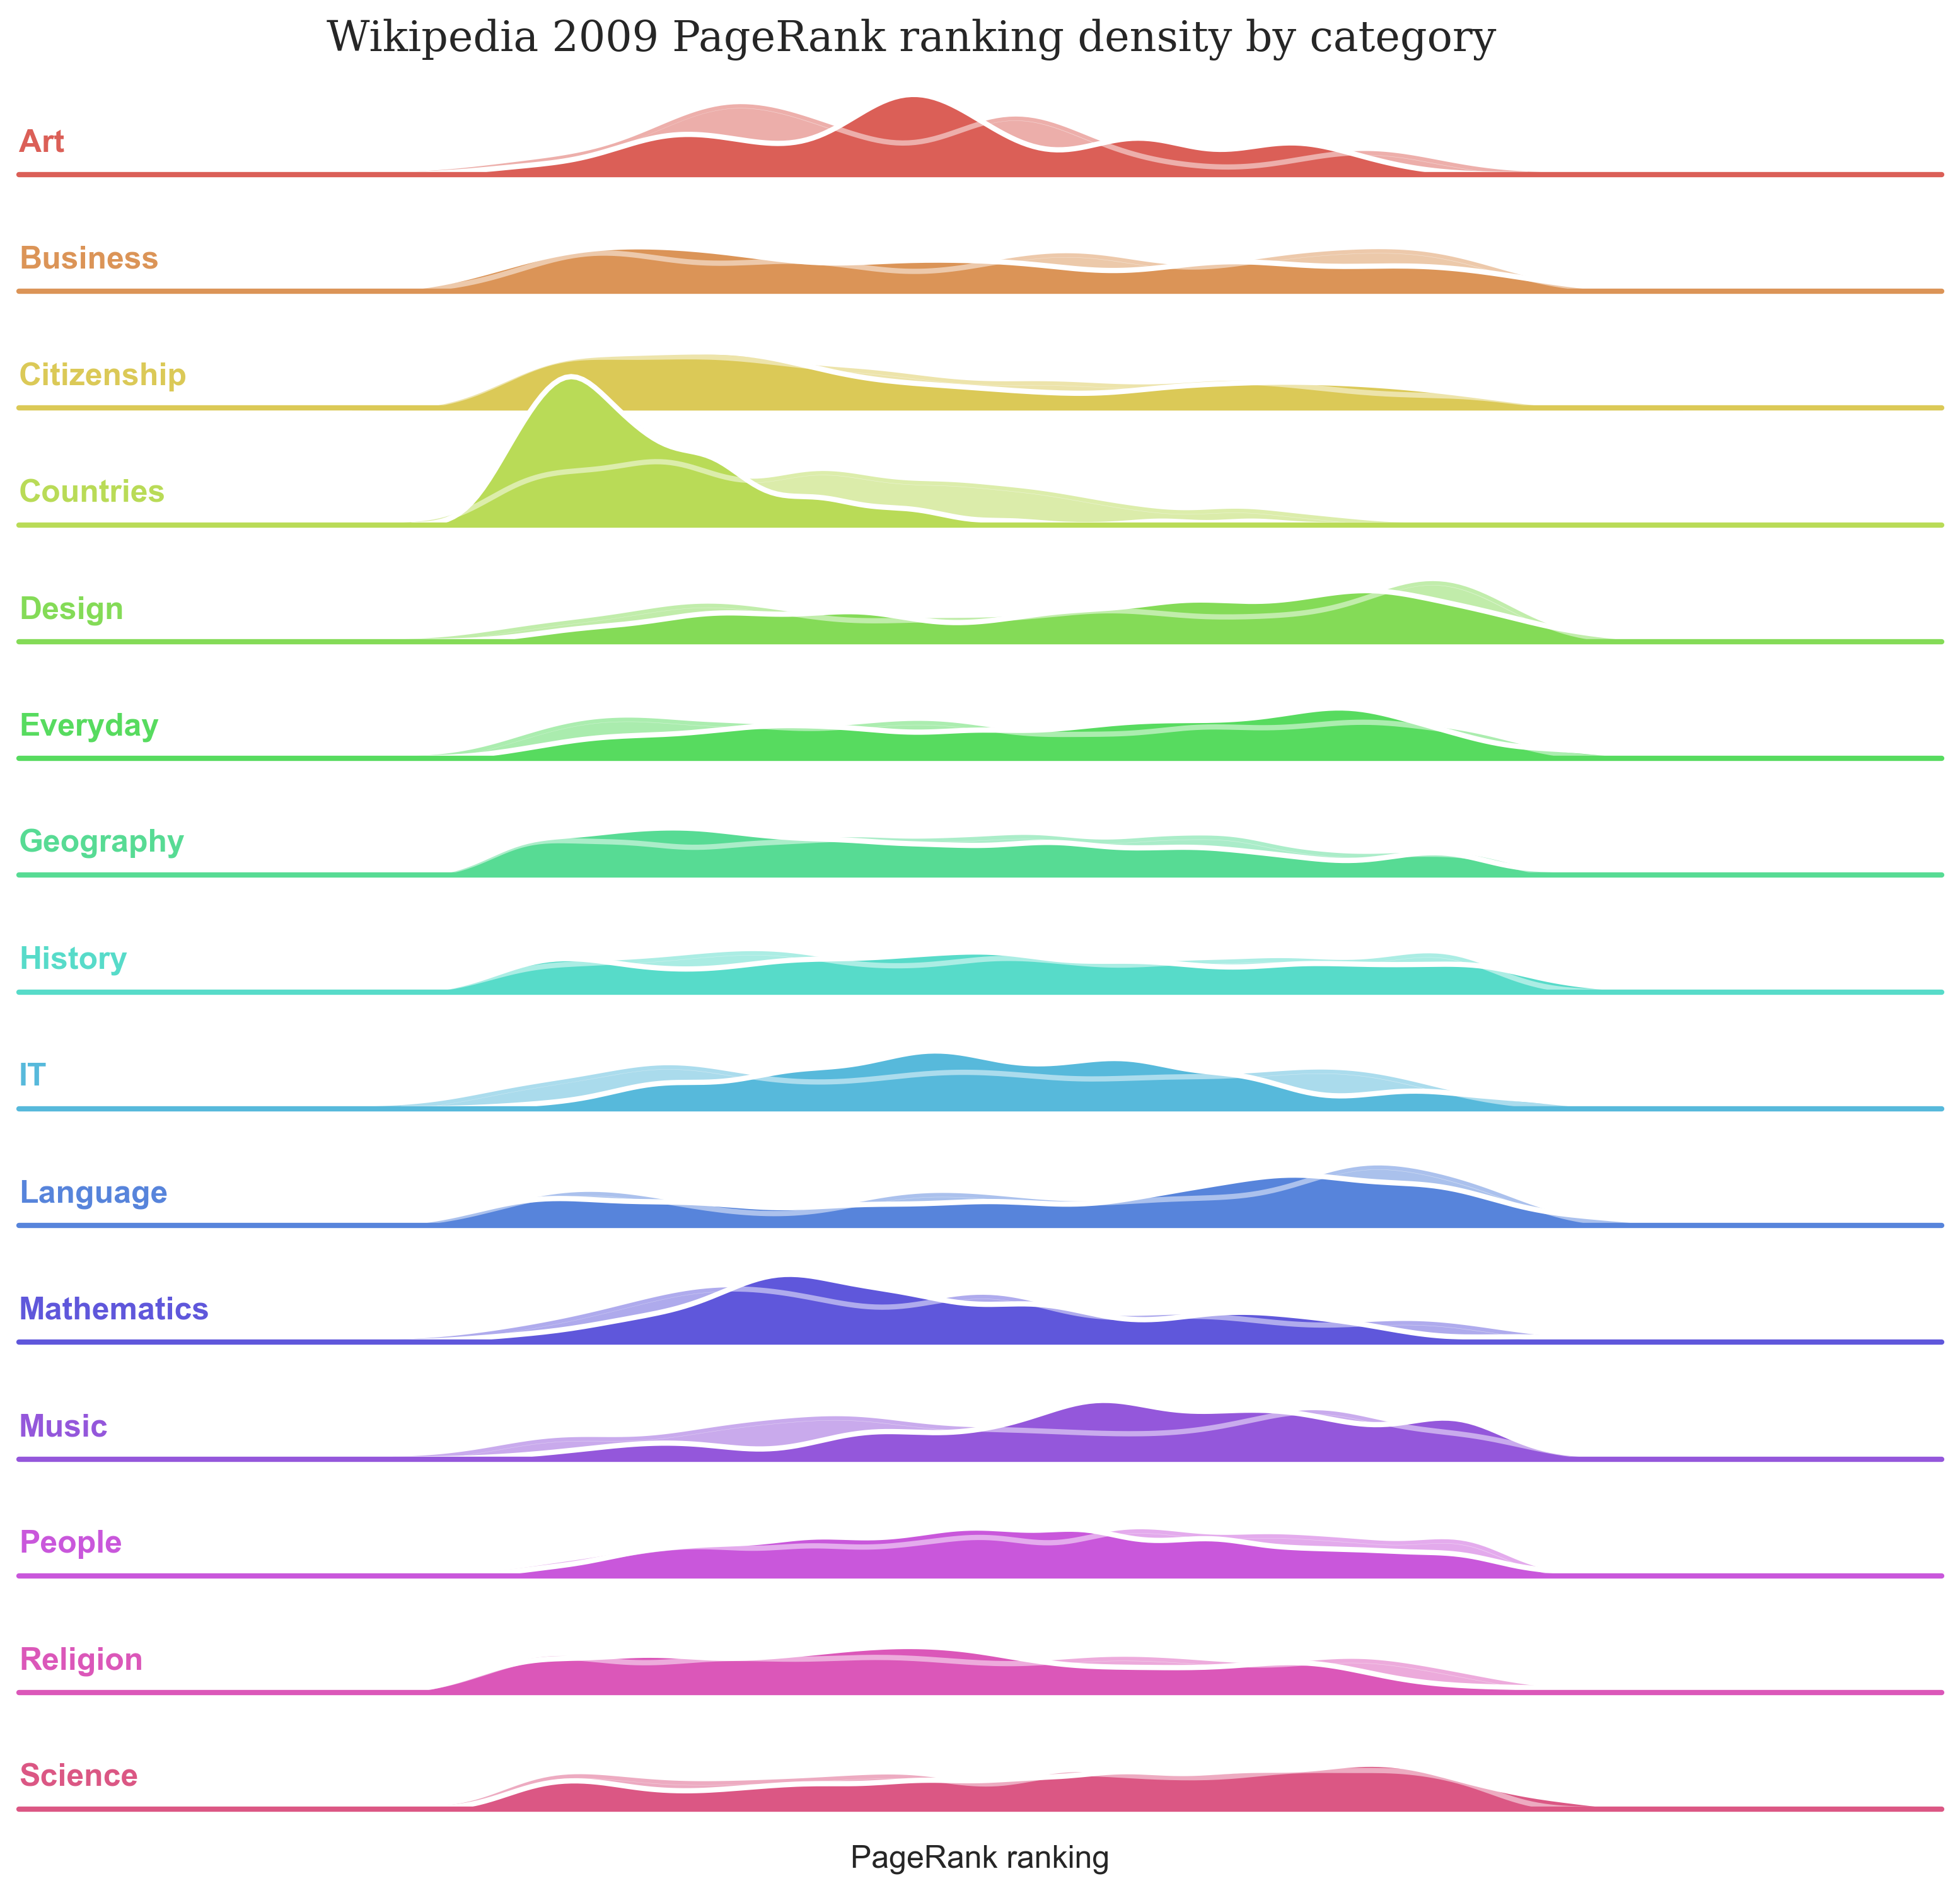 Wikipedia 2009 PageRank ranking density by category
Art
Business
Citizenship
Countries
Design
Everyday
Geography
History
IT
Language
Mathematics
Music
People
Religion
Science
PageRank ranking